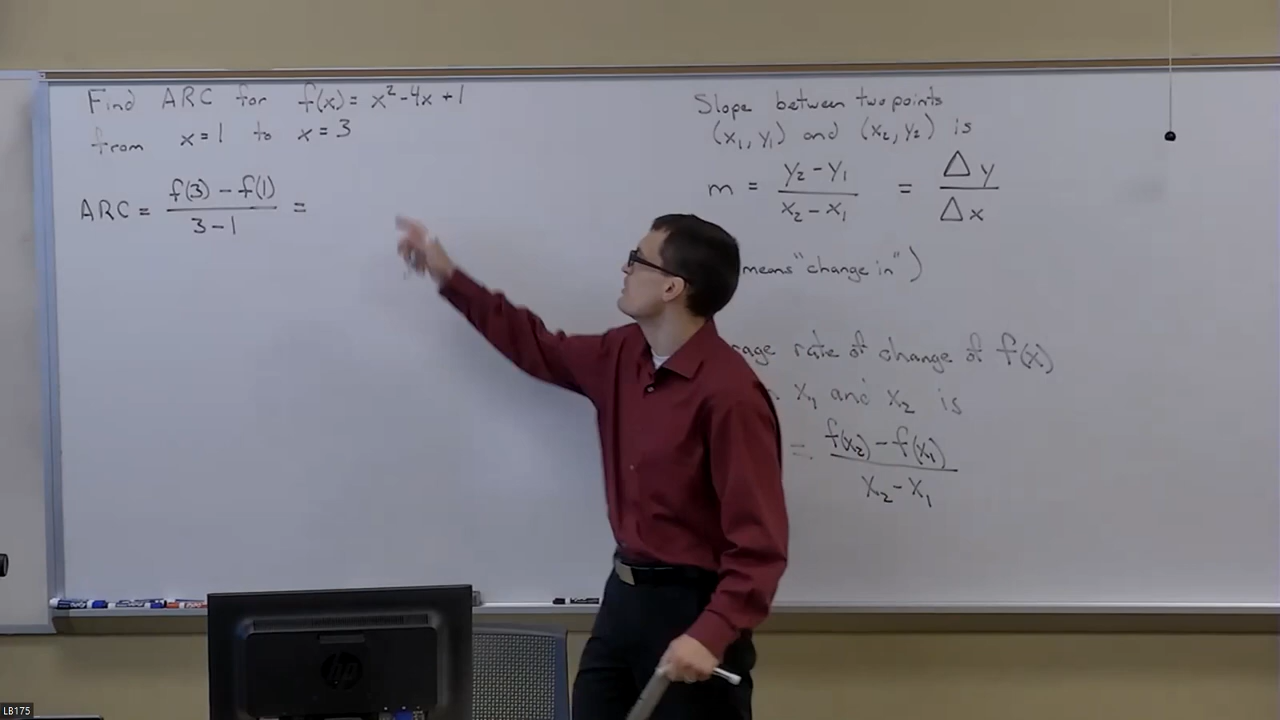 Find ARC for f(x) = x² - 4x + 1
from x = 1 to x = 3
ARC = f(3) - f(1) / 3 - 1 =
Slope between two points
(x₁, y₁) and (x₂, y₂) is
m = y₂ - y₁ / x₂ - x₁ = Δy / Δx
means "change in")
rate of change of f(x)
x₁ and x₂ is
= f(x₂) - f(x₁) / x₂ - x₁
hp
LB175